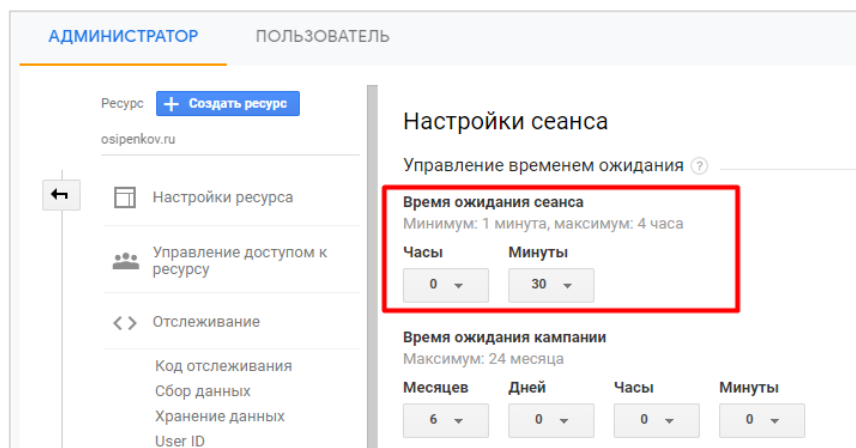 АДМИНИСТРАТОР ПОЛЬЗОВАТЕЛЬ
Ресурс + Создать ресурс
osipenkov.ru
Настройки ресурса
Управление доступом к
ресурсу
Отслеживание
Код отслеживания
Сбор данных
Хранение данных
User ID
Настройки сеанса
Управление временем ожидания ?
Время ожидания сеанса
Минимум: 1 минута, максимум: 4 часа
Часы Минуты
0 30
Время ожидания кампании
Максимум: 24 месяца
Месяцев Дней Часы Минуты
6 0 0 0